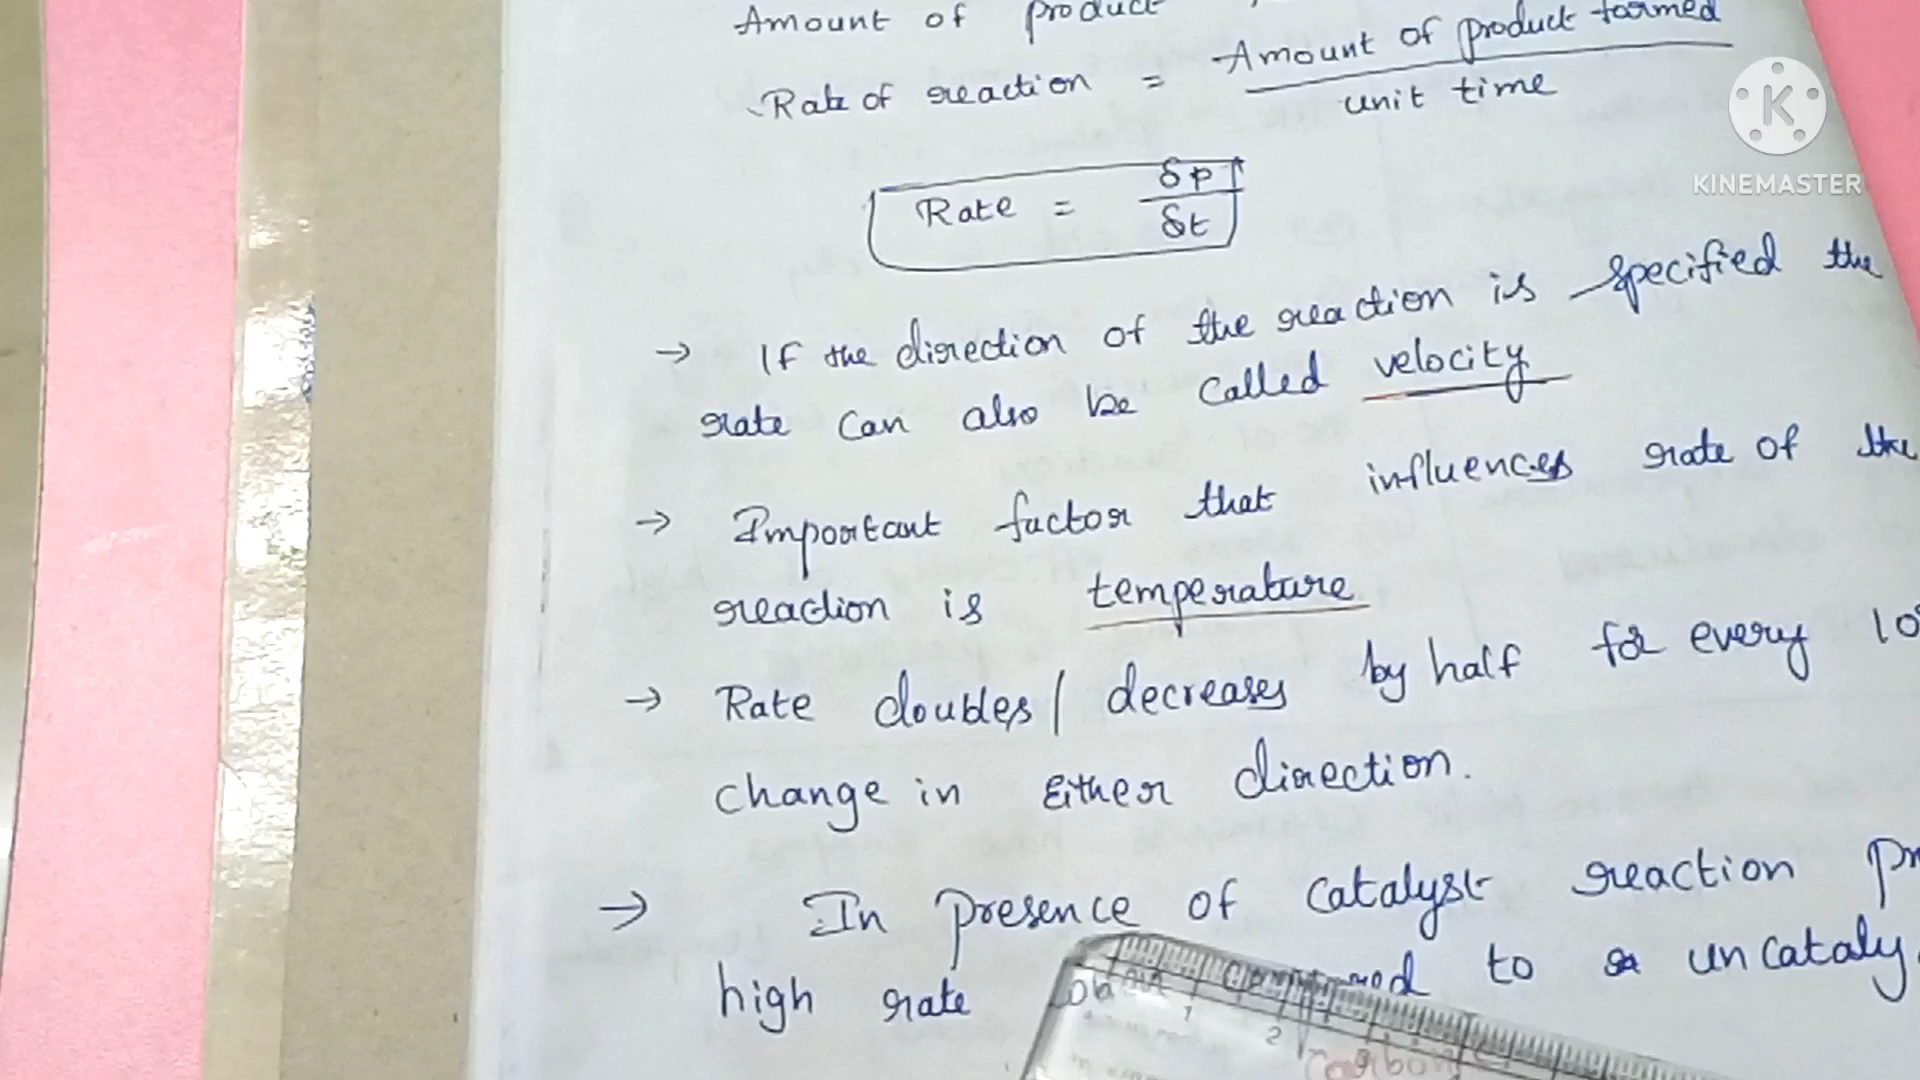 Amount of product
Rate of reaction = Amount of product formed
unit time
K
KINEMASTER
Rate = δp
δt
→ If the direction of the reaction is specified the
rate can also be called velocity
→ Important factor that influences rate of the
reaction is temperature
→ Rate doubles/ decreases by half for every 10
change in Either direction.
→ In presence of catalyst reaction
high rate to uncataly
1 2